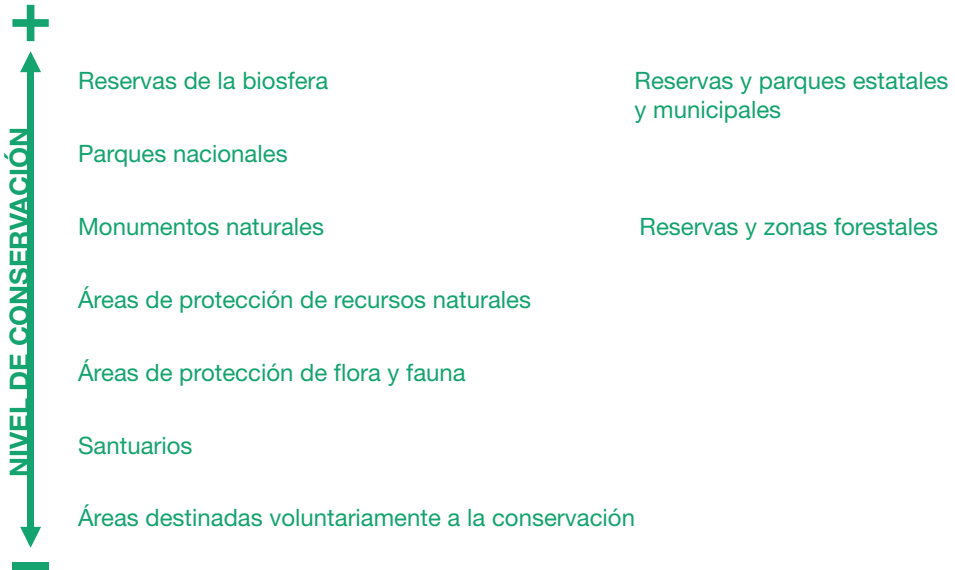 +
NIVEL DE CONSERVACIÓN
Reservas de la biosfera
Parques nacionales
Monumentos naturales
Áreas de protección de recursos naturales
Áreas de protección de flora y fauna
Santuarios
Áreas destinadas voluntariamente a la conservación
Reservas y parques estatales
y municipales
Reservas y zonas forestales